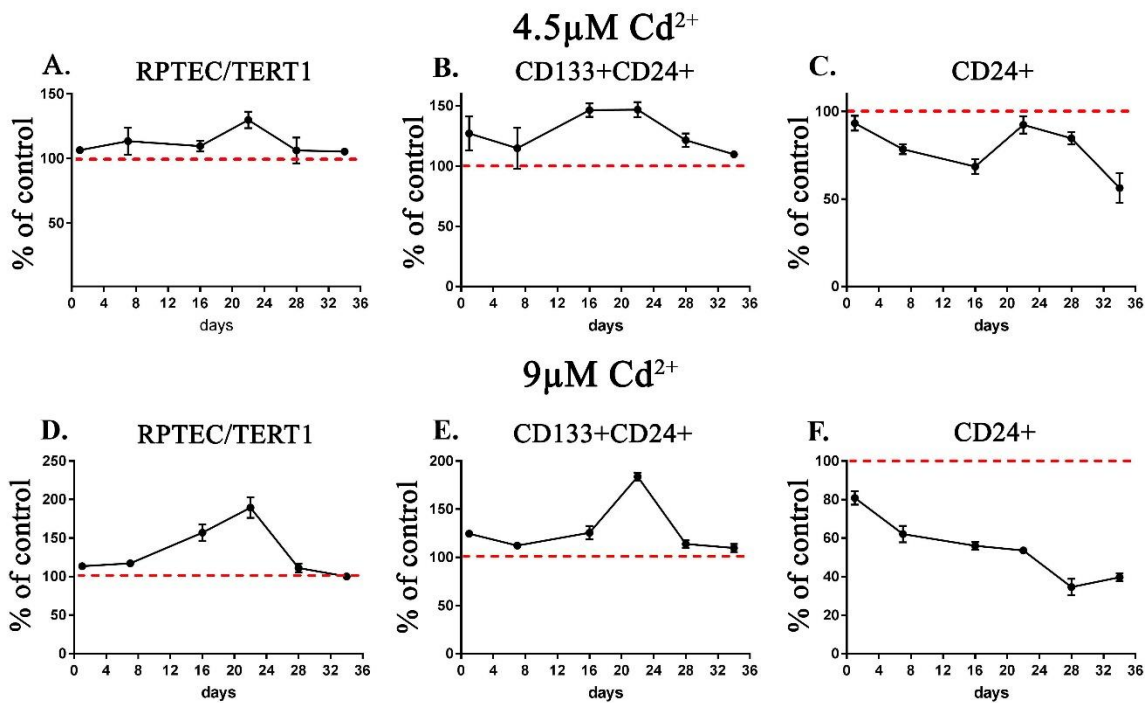 4.5µM Cd²⁺
A. RPTEC/TERT1
B. CD133+CD24+
C. CD24+
% of control
150
100
50
0 4 8 12 16 20 24 28 32 36
days
% of control
150
100
50
0
0 4 8 12 16 20 24 28 32 36
days
% of control
100
50
0
0 4 8 12 16 20 24 28 32 36
days
9µM Cd²⁺
D. RPTEC/TERT1
E. CD133+CD24+
F. CD24+
% of control
250
200
150
100
50
0
0 4 8 12 16 20 24 28 32 36
days
% of control
200
150
100
50
0
0 4 8 12 16 20 24 28 32 36
days
% of control
100
80
60
40
20
0
0 4 8 12 16 20 24 28 32 36
days